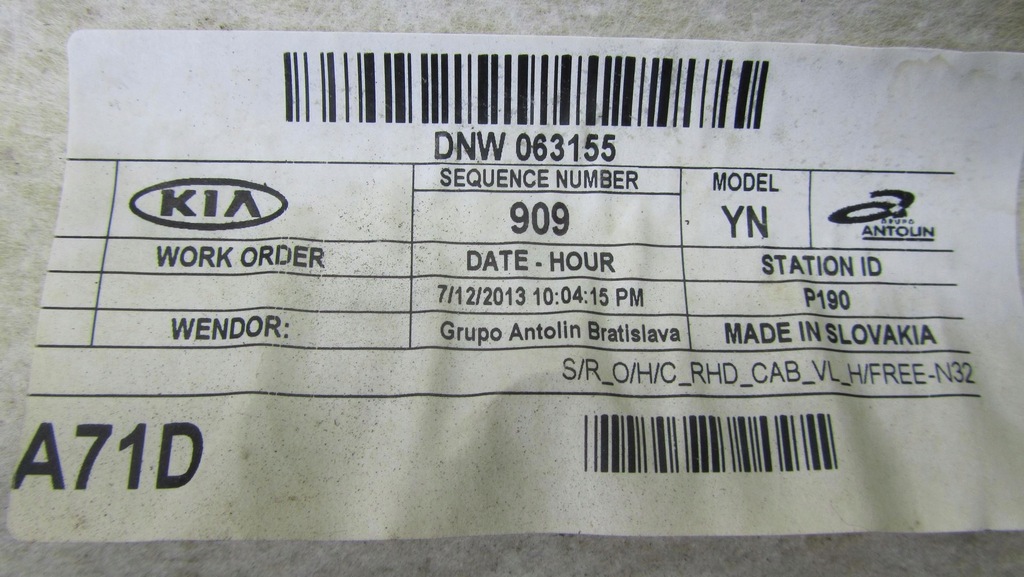 DNW 063155
KIA
SEQUENCE NUMBER
909
MODEL
YN
GRUPO
ANTOLIN
WORK ORDER
DATE - HOUR
STATION ID
7/12/2013 10:04:15 PM
P190
WENDOR:
Grupo Antolin Bratislava
MADE IN SLOVAKIA
S/R_O/H/C_RHD_CAB_VL_H/FREE-N32
A71D